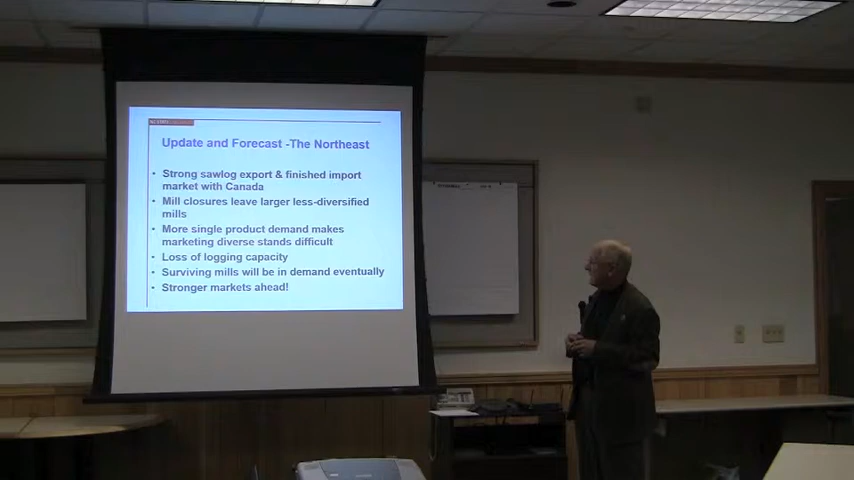 NC STATE
Update and Forecast -The Northeast
• Strong sawlog export & finished import
market with Canada
• Mill closures leave larger less-diversified
mills
• More single product demand makes
marketing diverse stands difficult
• Loss of logging capacity
• Surviving mills will be in demand eventually
• Stronger markets ahead!